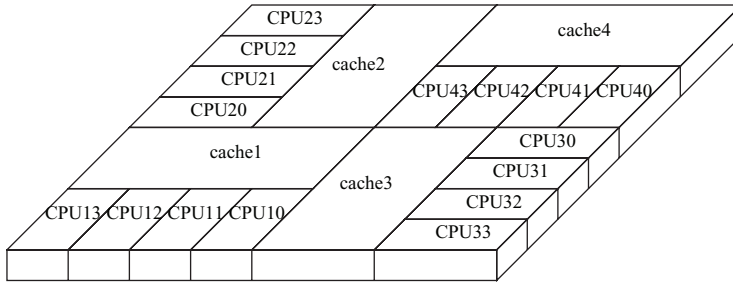 CPU23
CPU22
cache4
CPU21
cache2
CPU20
CPU43 CPU42 CPU41 CPU40
cache1
CPU30
CPU31
cache3
CPU32
CPU13 CPU12 CPU11 CPU10
CPU33